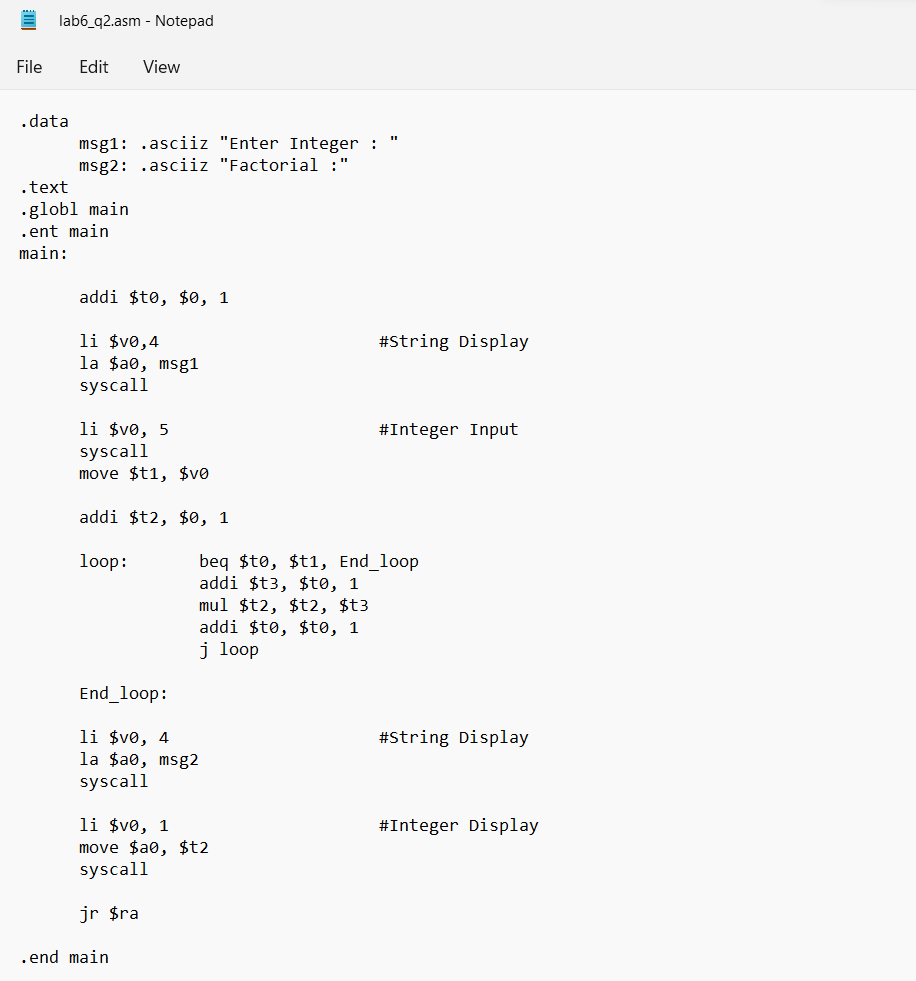 lab6_q2.asm - Notepad
File Edit View
.data
msg1: .asciiz "Enter Integer : "
msg2: .asciiz "Factorial :"
.text
.globl main
.ent main
main:
addi $t0, $0, 1
li $v0,4 #String Display
la $a0, msg1
syscall
li $v0, 5 #Integer Input
syscall
move $t1, $v0
addi $t2, $0, 1
loop: beq $t0, $t1, End_loop
addi $t3, $t0, 1
mul $t2, $t2, $t3
addi $t0, $t0, 1
j loop
End_loop:
li $v0, 4 #String Display
la $a0, msg2
syscall
li $v0, 1 #Integer Display
move $a0, $t2
syscall
jr $ra
.end main